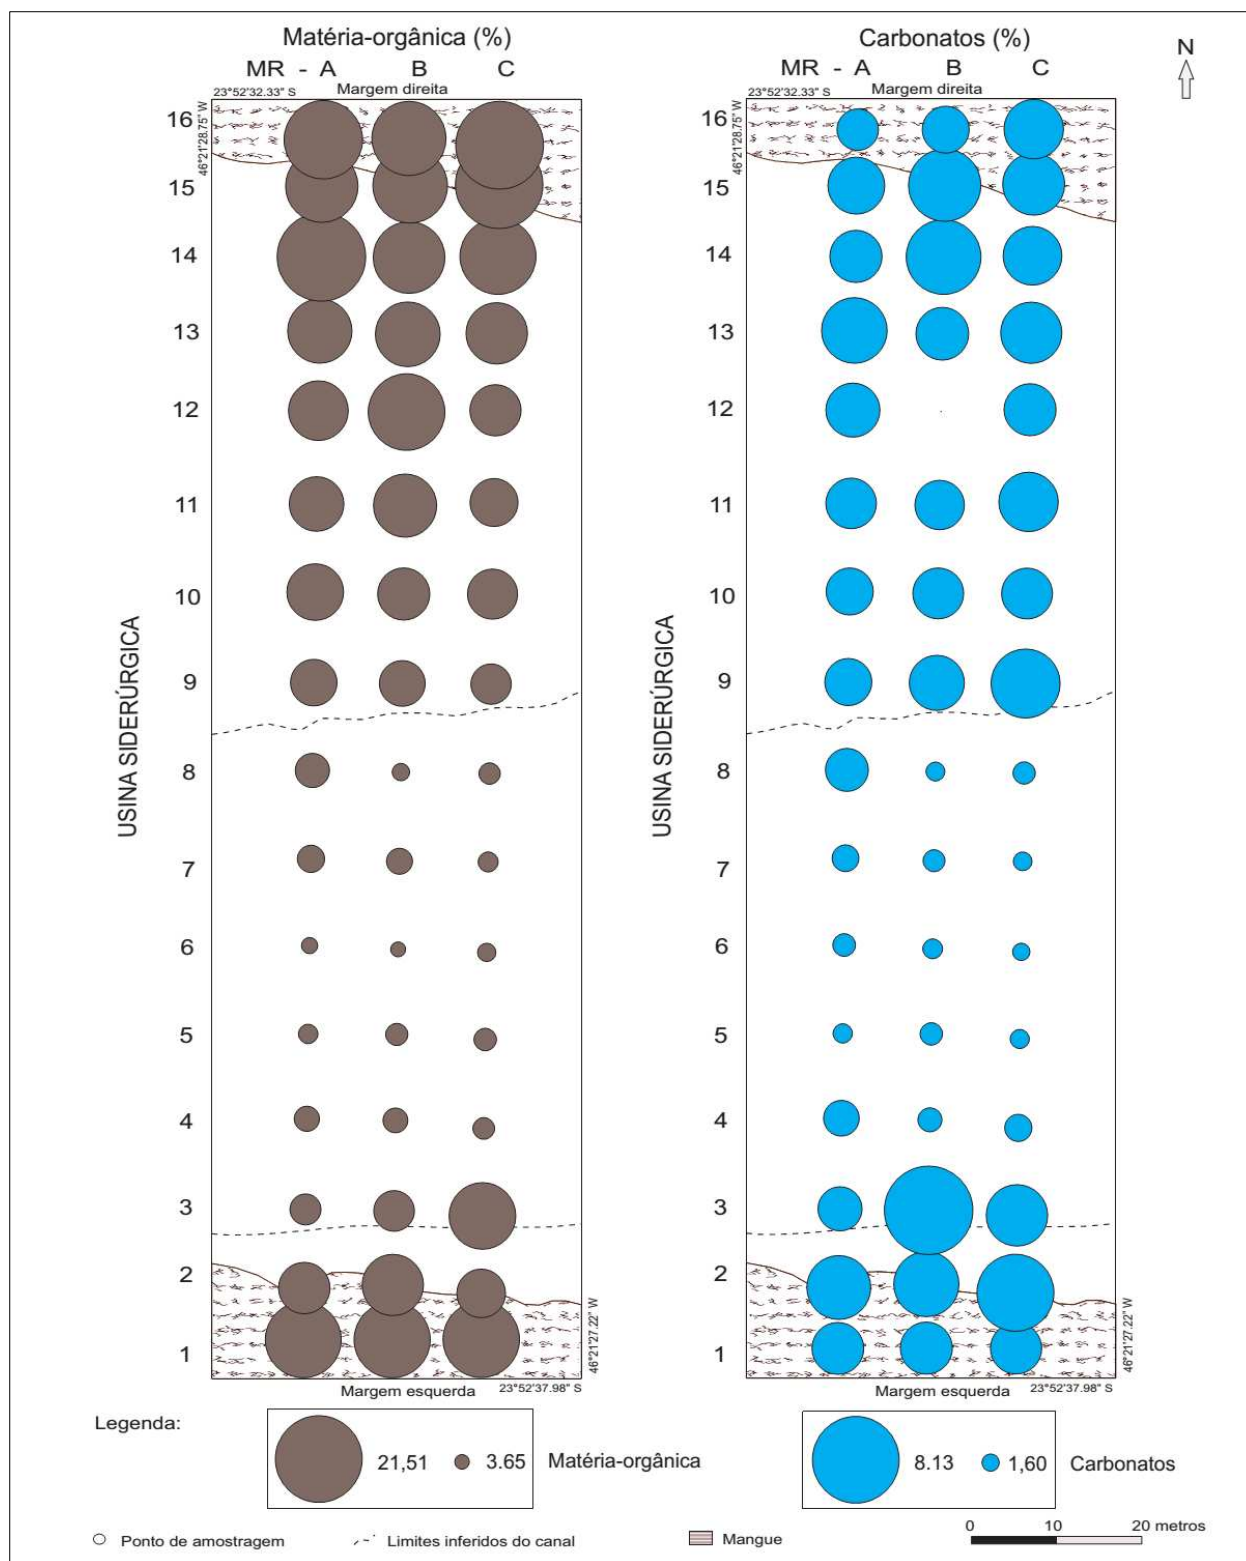 Matéria-orgânica (%)
MR - A B C
23°52'32.33" S
Margem direita
46°21'28.75" W
16
15
14
13
12
11
10
9
8
7
6
5
4
3
2
1
USINA SIDERÚRGICA
46°21'27.22" W
Margem esquerda
23°52'37.98" S
Carbonatos (%)
MR - A B C
N
23°52'32.33" S
Margem direita
46°21'28.75" W
16
15
14
13
12
11
10
9
8
7
6
5
4
3
2
1
USINA SIDERÚRGICA
46°21'27.22" W
Margem esquerda
23°52'37.98" S
Legenda:
21,51 3.65 Matéria-orgânica
8.13 1,60 Carbonatos
Ponto de amostragem
Limites inferidos do canal
Mangue
0 10 20 metros